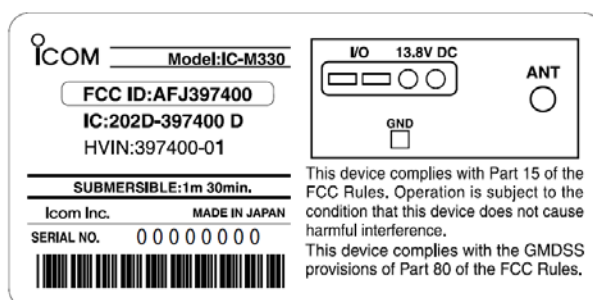 ICOM
Model:IC-M330
FCC ID:AFJ397400
IC:202D-397400 D
HVIN:397400-01
SUBMERSIBLE:1m 30min.
Icom Inc. MADE IN JAPAN
SERIAL NO. 00000000
I/O 13.8V DC
ANT
GND
This device complies with Part 15 of the
FCC Rules. Operation is subject to the
condition that this device does not cause
harmful interference.
This device complies with the GMDSS
provisions of Part 80 of the FCC Rules.